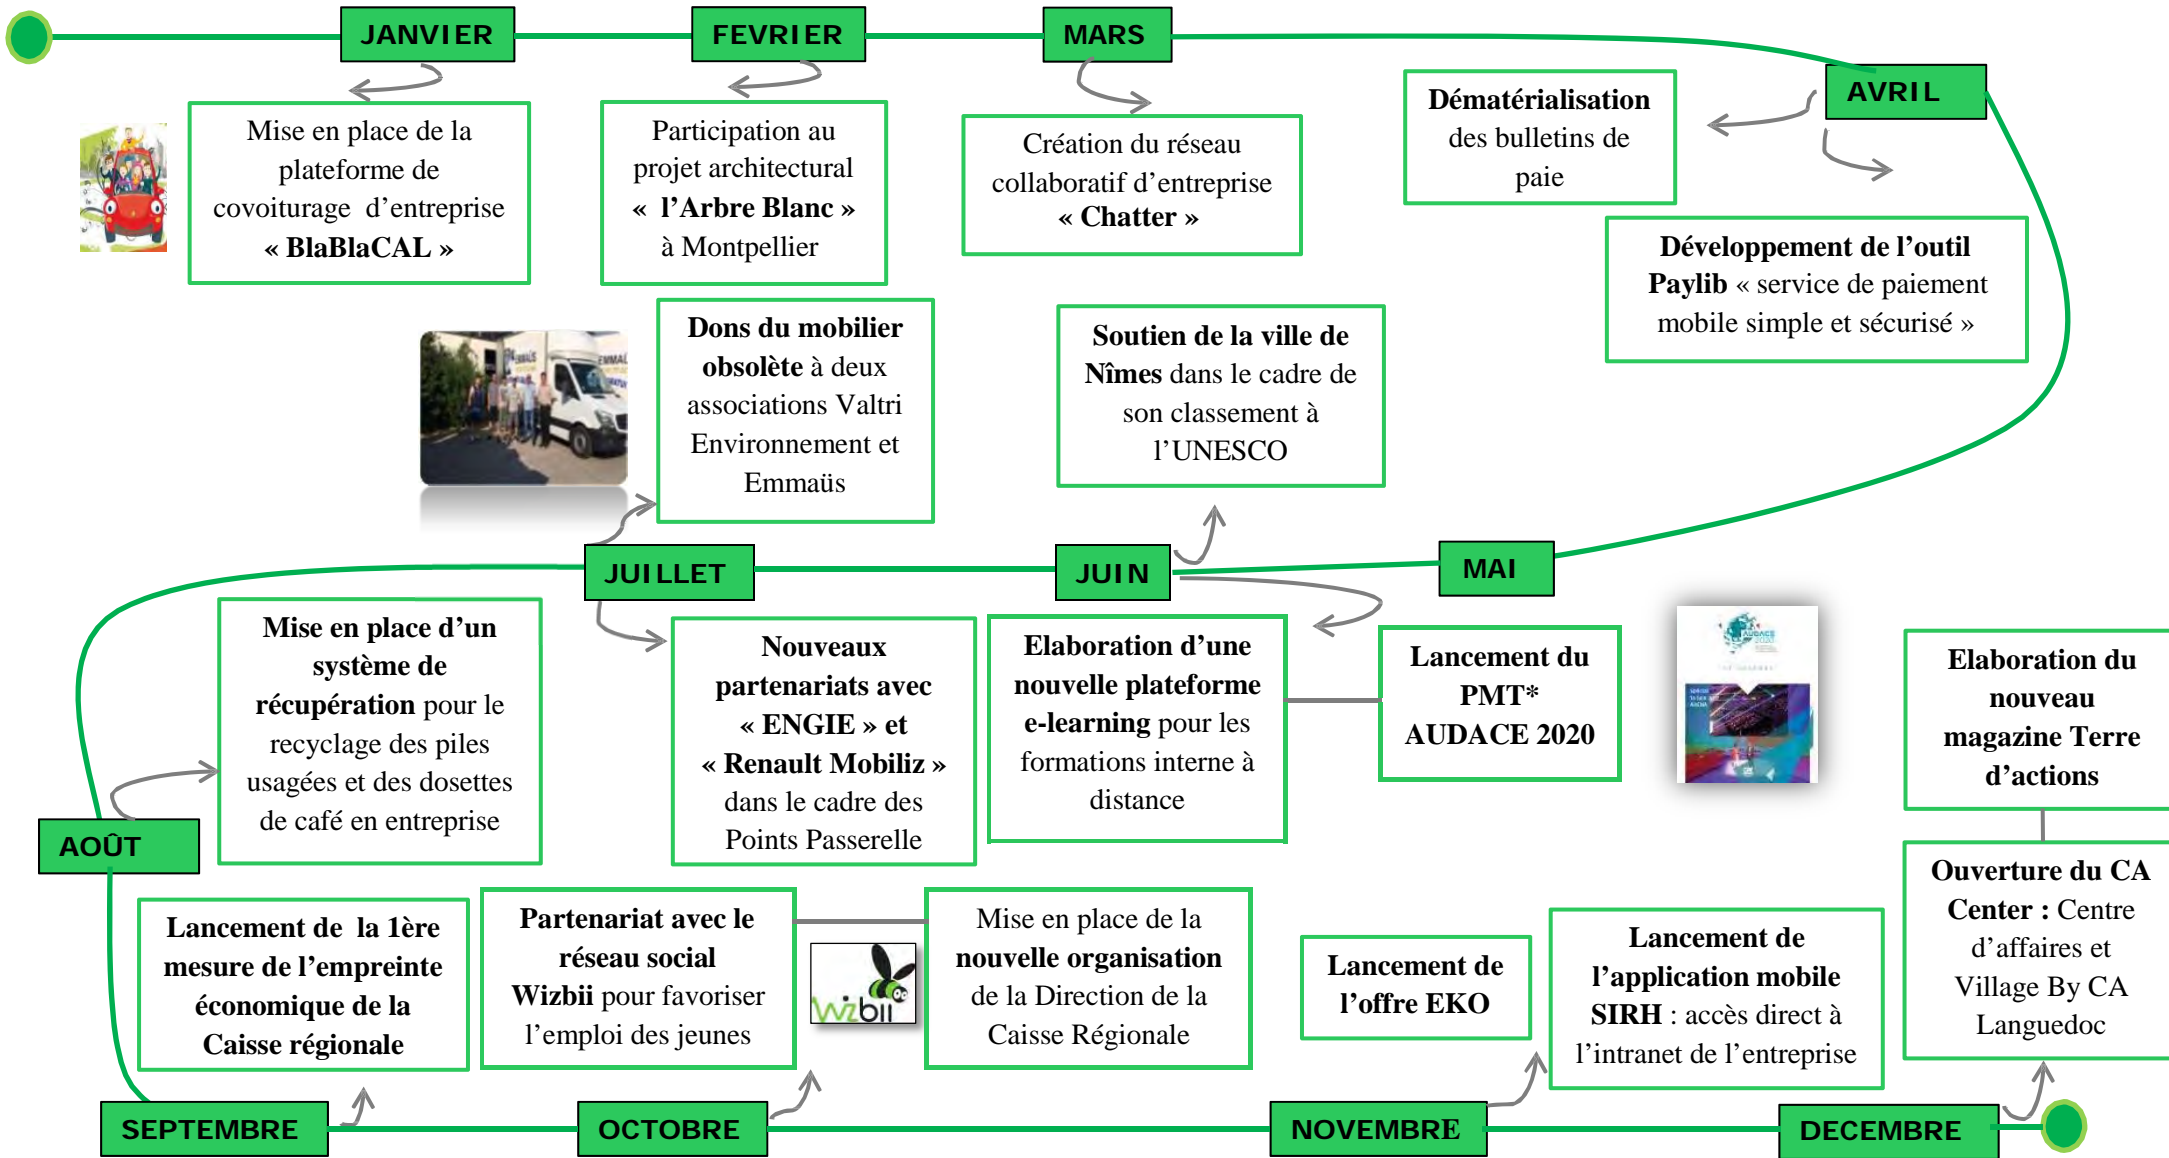 JANVIER
FEVRIER
MARS
AVRIL
Mise en place de la
plateforme de
covoiturage d’entreprise
« BlaBlaCAL »
Participation au
projet architectural
« l’Arbre Blanc »
à Montpellier
Création du réseau
collaboratif d’entreprise
« Chatter »
Dématérialisation
des bulletins de
paie
Développement de l’outil
Paylib « service de paiement
mobile simple et sécurisé »
EMMAÜS
Dons du mobilier
obsolète à deux
associations Valtri
Environnement et
Emmaüs
Soutien de la ville de
Nîmes dans le cadre de
son classement à
l’UNESCO
JUILLET
JUIN
MAI
Mise en place d’un
système de
récupération pour le
recyclage des piles
usagées et des dosettes
de café en entreprise
Nouveaux
partenariats avec
« ENGIE » et
« Renault Mobiliz »
dans le cadre des
Points Passerelle
Elaboration d’une
nouvelle plateforme
e-learning pour les
formations interne à
distance
Lancement du
PMT*
AUDACE 2020
AUDACE
2020
Elaboration du
nouveau
magazine Terre
d’actions
AOÛT
Lancement de la 1ère
mesure de l’empreinte
économique de la
Caisse régionale
Partenariat avec le
réseau social
Wizbii pour favoriser
l’emploi des jeunes
wizbii
Mise en place de la
nouvelle organisation
de la Direction de la
Caisse Régionale
Lancement de
l’offre EKO
Lancement de
l’application mobile
SIRH : accès direct à
l’intranet de l’entreprise
Ouverture du CA
Center : Centre
d’affaires et
Village By CA
Languedoc
SEPTEMBRE
OCTOBRE
NOVEMBRE
DECEMBRE